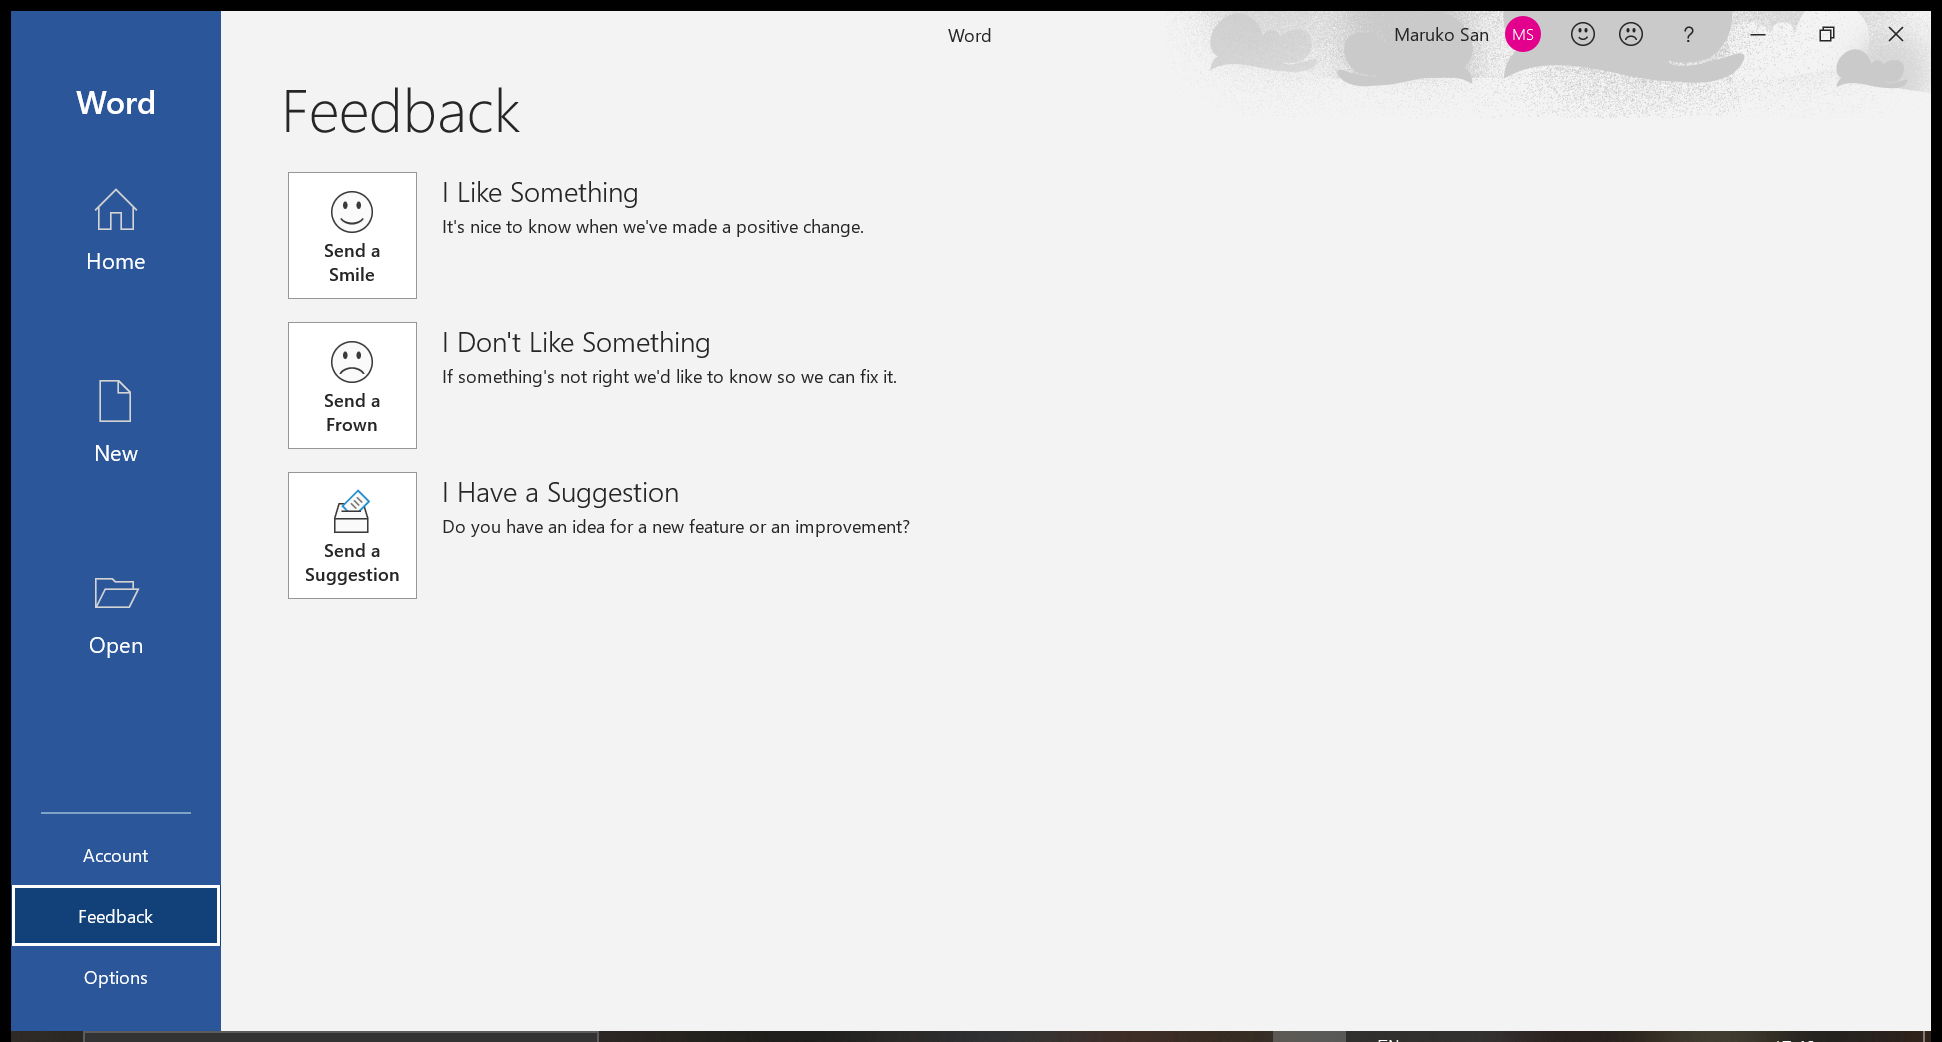 Word
Maruko San
MS
?
Word
Home
New
Open
Account
Feedback
Options
Feedback
Send a
Smile
I Like Something
It's nice to know when we've made a positive change.
Send a
Frown
I Don't Like Something
If something's not right we'd like to know so we can fix it.
Send a
Suggestion
I Have a Suggestion
Do you have an idea for a new feature or an improvement?